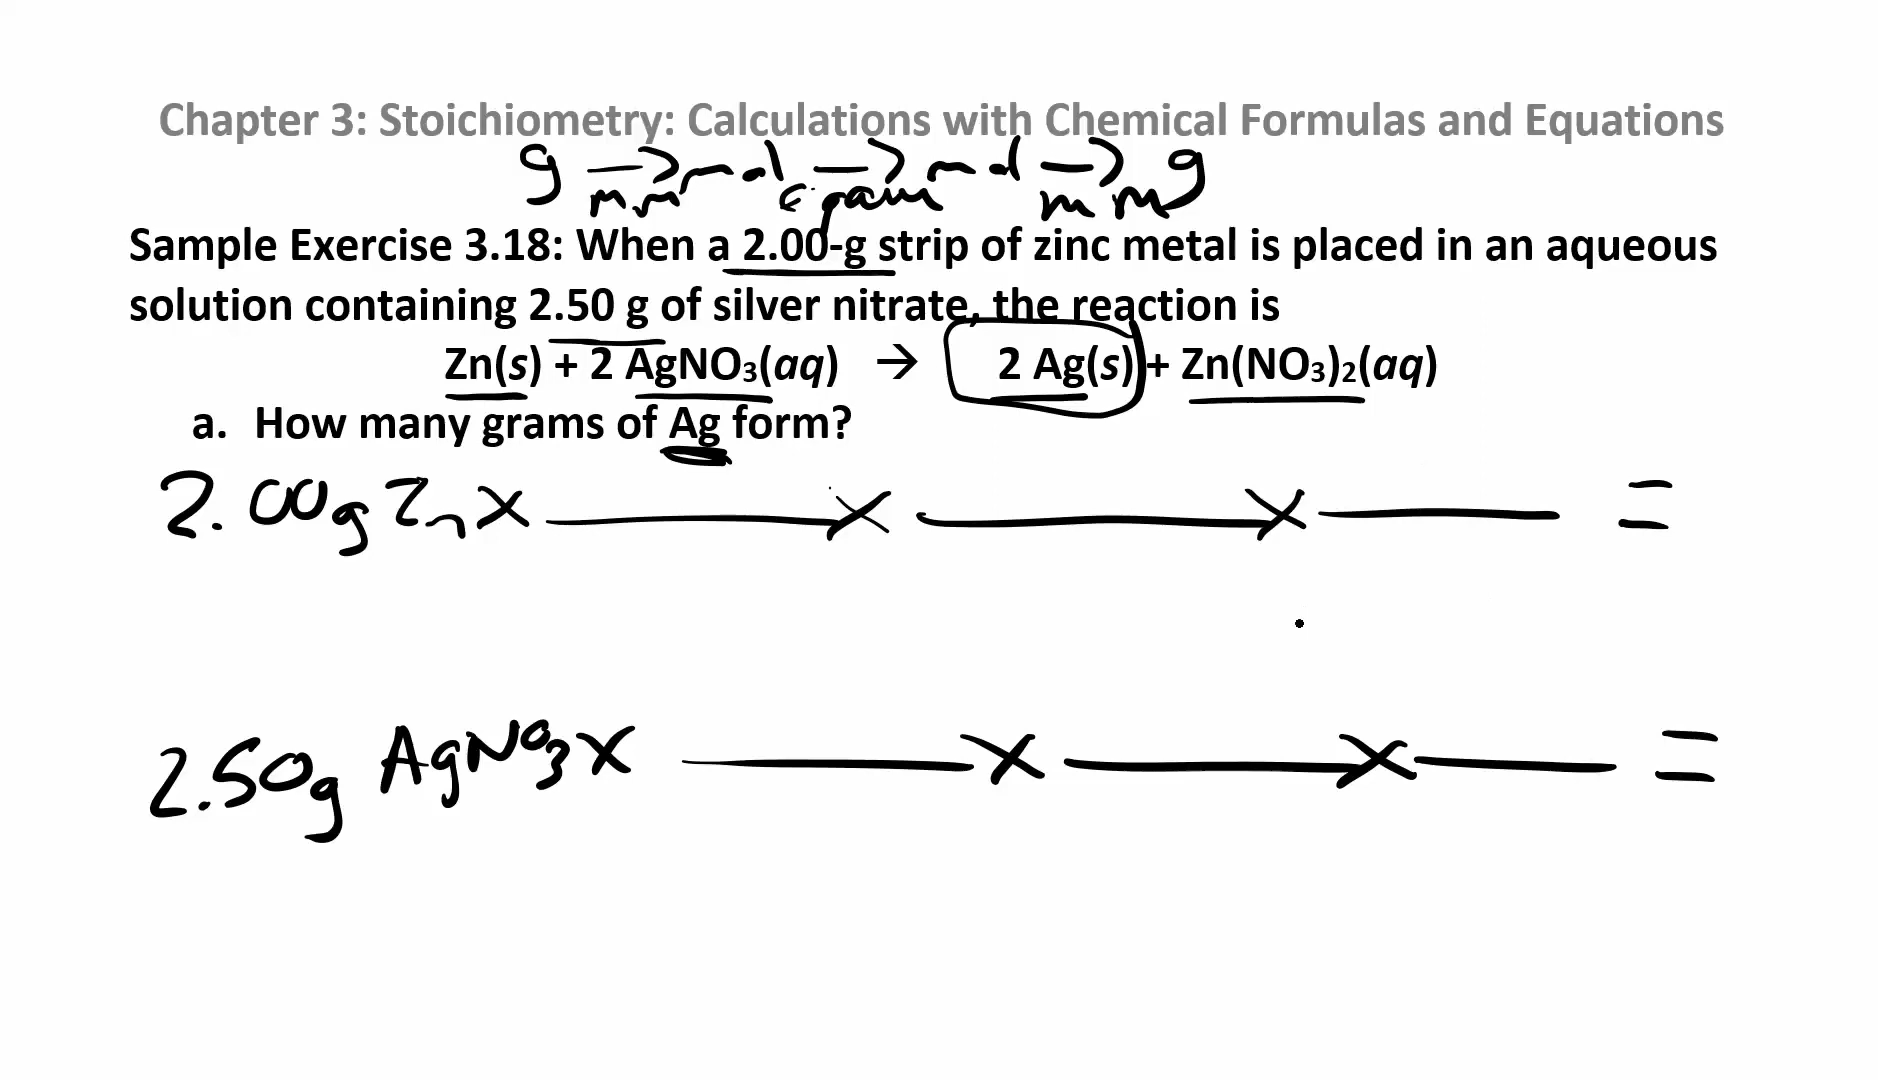 Chapter 3: Stoichiometry: Calculations with Chemical Formulas and Equations
g → mol → mol → g
mm mm
Sample Exercise 3.18: When a 2.00-g strip of zinc metal is placed in an aqueous
solution containing 2.50 g of silver nitrate, the reaction is
Zn(s) + 2 AgNO₃(aq) → 2 Ag(s) + Zn(NO₃)₂(aq)
a. How many grams of Ag form?
2.00g Zn x ——— x ——— x ——— =
2.50g AgNO3 x ——— x ——— x ——— =